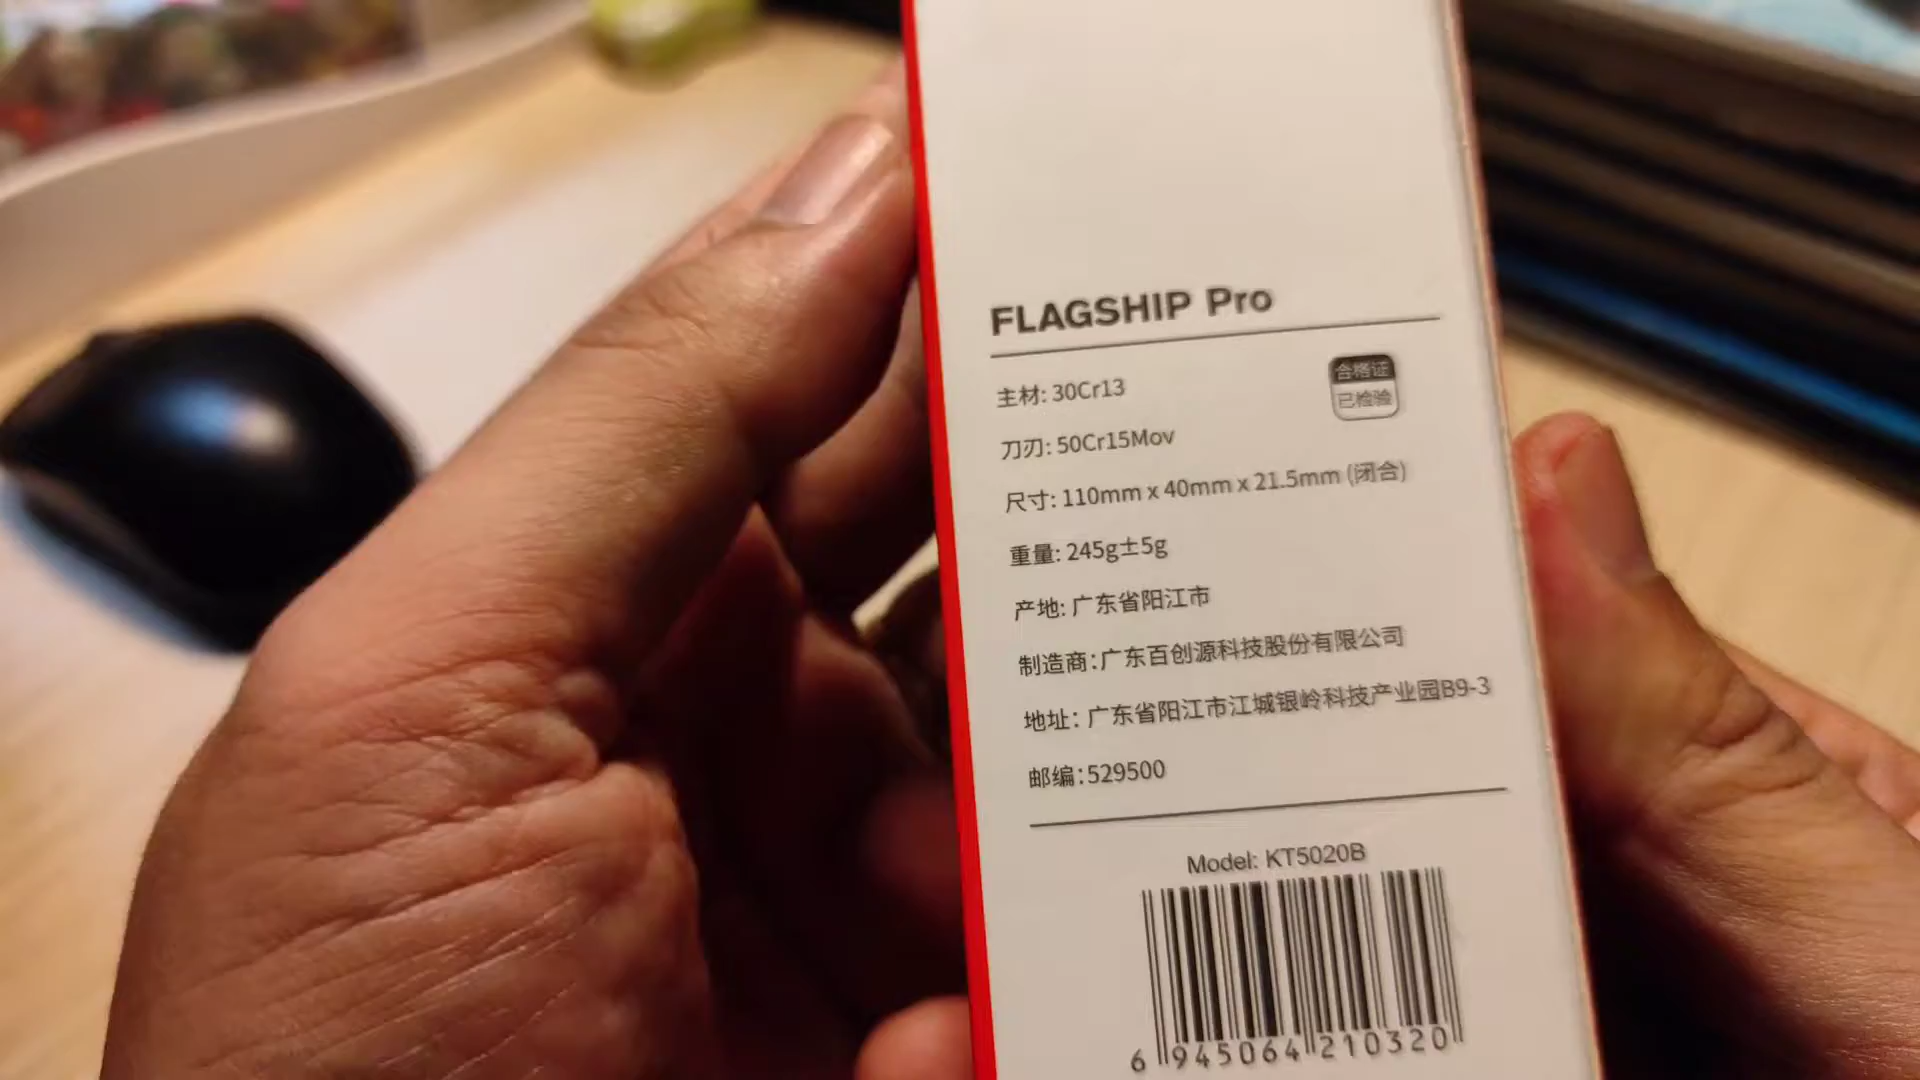 FLAGSHIP Pro
主材: 30Cr13
合格证
已检验
刀刃: 50Cr15Mov
尺寸: 110mm x 40mm x 21.5mm (闭合)
重量: 245g±5g
产地: 广东省阳江市
制造商:广东百创源科技股份有限公司
地址: 广东省阳江市江城银岭科技产业园B9-3
邮编:529500
Model: KT5020B
6 945064 210320